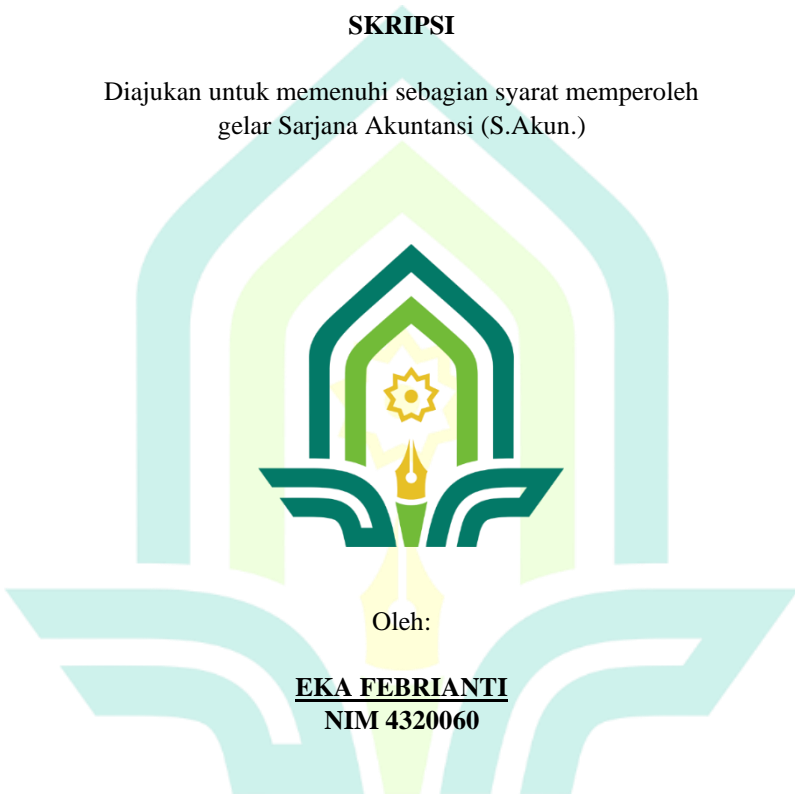 SKRIPSI
Diajukan untuk memenuhi sebagian syarat memperoleh
gelar Sarjana Akuntansi (S.Akun.)
Oleh:
EKA FEBRIANTI
NIM 4320060